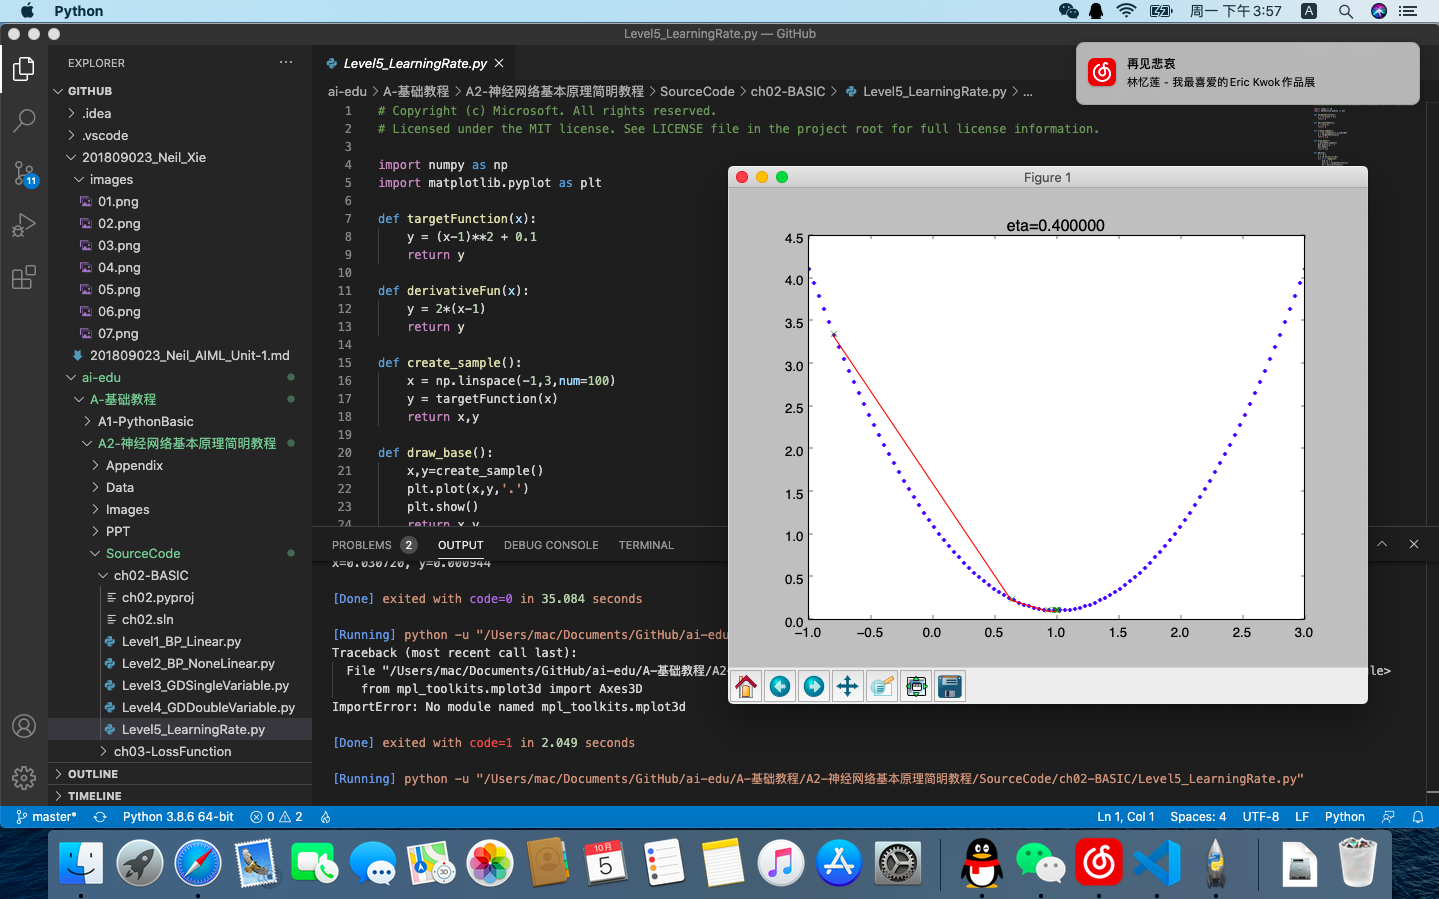 Python
周一 下午3:57
A
Level5_LearningRate.py — GitHub
再见悲哀
林忆莲 - 我最喜爱的Eric Kwok作品展
EXPLORER
GITHUB
.idea
.vscode
201809023_Neil_Xie
images
01.png
02.png
03.png
04.png
05.png
06.png
07.png
201809023_Neil_AIML_Unit-1.md
ai-edu
A-基础教程
A1-PythonBasic
A2-神经网络基本原理简明教程
Appendix
Data
Images
PPT
SourceCode
ch02-BASIC
ch02.pyproj
ch02.sln
Level1_BP_Linear.py
Level2_BP_NoneLinear.py
Level3_GDSingleVariable.py
Level4_GDDoubleVariable.py
Level5_LearningRate.py
ch03-LossFunction
OUTLINE
TIMELINE
11
Level5_LearningRate.py
ai-edu > A-基础教程 > A2-神经网络基本原理简明教程 > SourceCode > ch02-BASIC > Level5_LearningRate.py > ...
1 # Copyright (c) Microsoft. All rights reserved.
2 # Licensed under the MIT license. See LICENSE file in the project root for full license information.
3
4 import numpy as np
5 import matplotlib.pyplot as plt
6
7 def targetFunction(x):
8 y = (x-1)**2 + 0.1
9 return y
10
11 def derivativeFun(x):
12 y = 2*(x-1)
13 return y
14
15 def create_sample():
16 x = np.linspace(-1,3,num=100)
17 y = targetFunction(x)
18 return x,y
19
20 def draw_base():
21 x,y=create_sample()
22 plt.plot(x,y,'.')
23 plt.show()
24 return x,y
Figure 1
eta=0.400000
4.5
4.0
3.5
3.0
2.5
2.0
1.5
1.0
0.5
0.0
−1.0 −0.5 0.0 0.5 1.0 1.5 2.0 2.5 3.0
PROBLEMS 2 OUTPUT DEBUG CONSOLE TERMINAL
x=0.030720, y=0.000944
[Done] exited with code=0 in 35.084 seconds
[Running] python -u "/Users/mac/Documents/GitHub/ai-edu
Traceback (most recent call last):
File "/Users/mac/Documents/GitHub/ai-edu/A-基础教程/A2 le>
from mpl_toolkits.mplot3d import Axes3D
ImportError: No module named mpl_toolkits.mplot3d
[Done] exited with code=1 in 2.049 seconds
[Running] python -u "/Users/mac/Documents/GitHub/ai-edu/A-基础教程/A2-神经网络基本原理简明教程/SourceCode/ch02-BASIC/Level5_LearningRate.py"
master* Python 3.8.6 64-bit 0 2 Ln 1, Col 1 Spaces: 4 UTF-8 LF Python
10月
5
3D